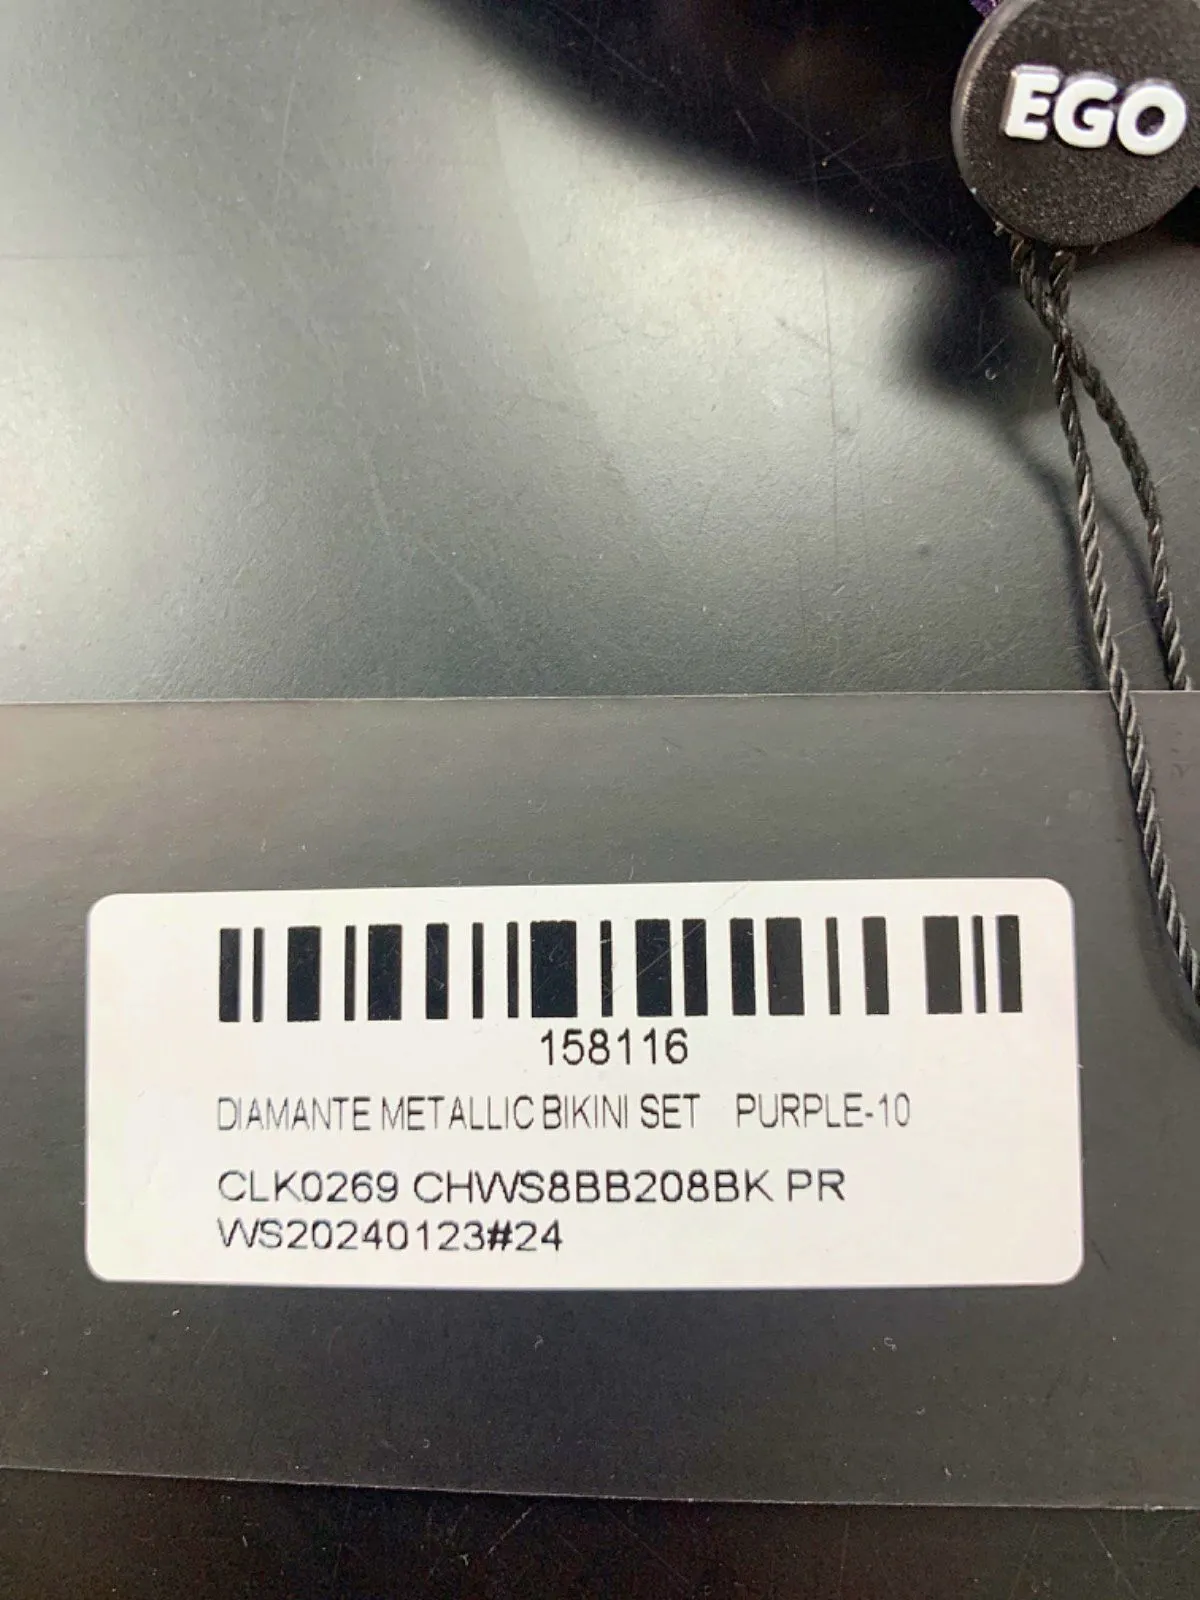 EGO
158116
DIAMANTE METALLIC BIKINI SET PURPLE-10
CLK0269 CHWS8BB208BK PR
WS20240123#24